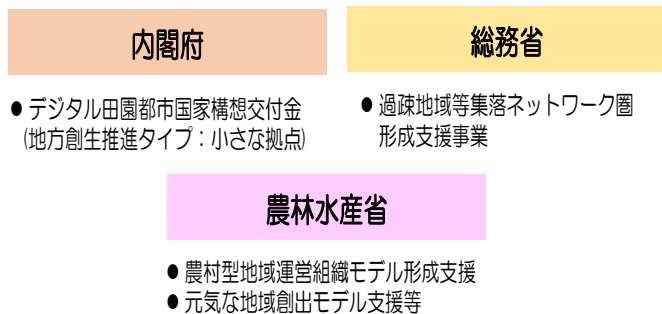 内閣府
● デジタル田園都市国家構想交付金
(地方創生推進タイプ：小さな拠点)
総務省
● 過疎地域等集落ネットワーク圏
形成支援事業
農林水産省
● 農村型地域運営組織モデル形成支援
● 元気な地域創出モデル支援等